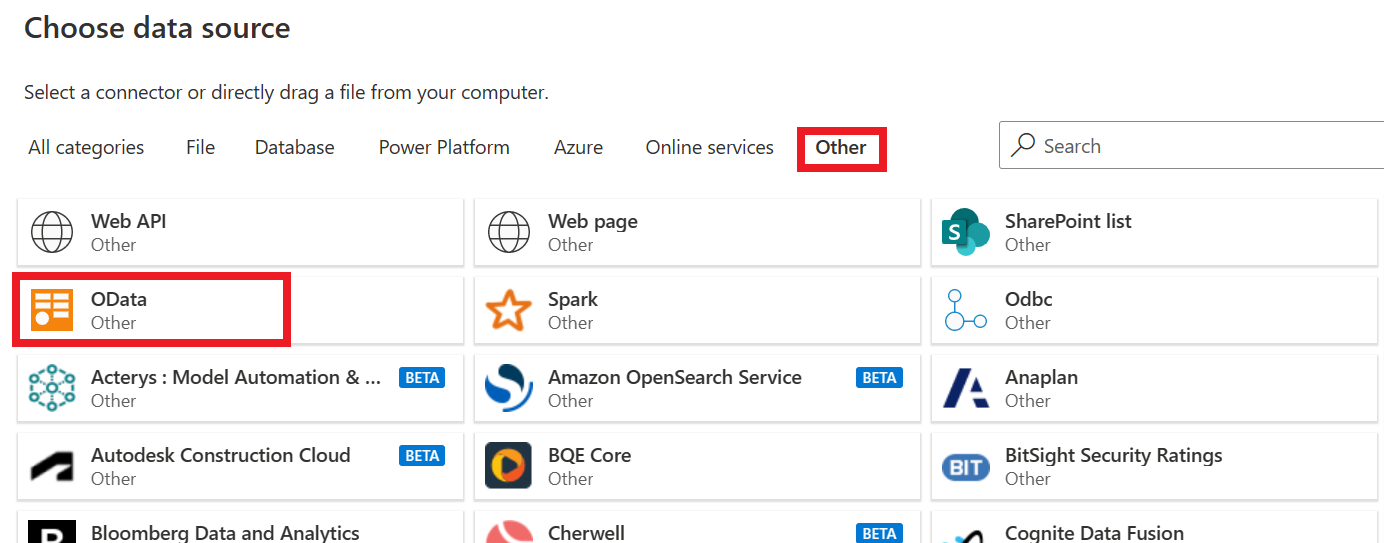 Choose data source
Select a connector or directly drag a file from your computer.
All categories File Database Power Platform Azure Online services Other Search
Web API
Other
Web page
Other
S
SharePoint list
Other
OData
Other
Spark
Other
Odbc
Other
Acterys : Model Automation & ... BETA
Other
Amazon OpenSearch Service BETA
Other
Anaplan
Other
Autodesk Construction Cloud BETA
Other
BQE Core
Other
BIT
BitSight Security Ratings
Other
Bloomberg Data and Analytics
Cherwell BETA
Cognite Data Fusion